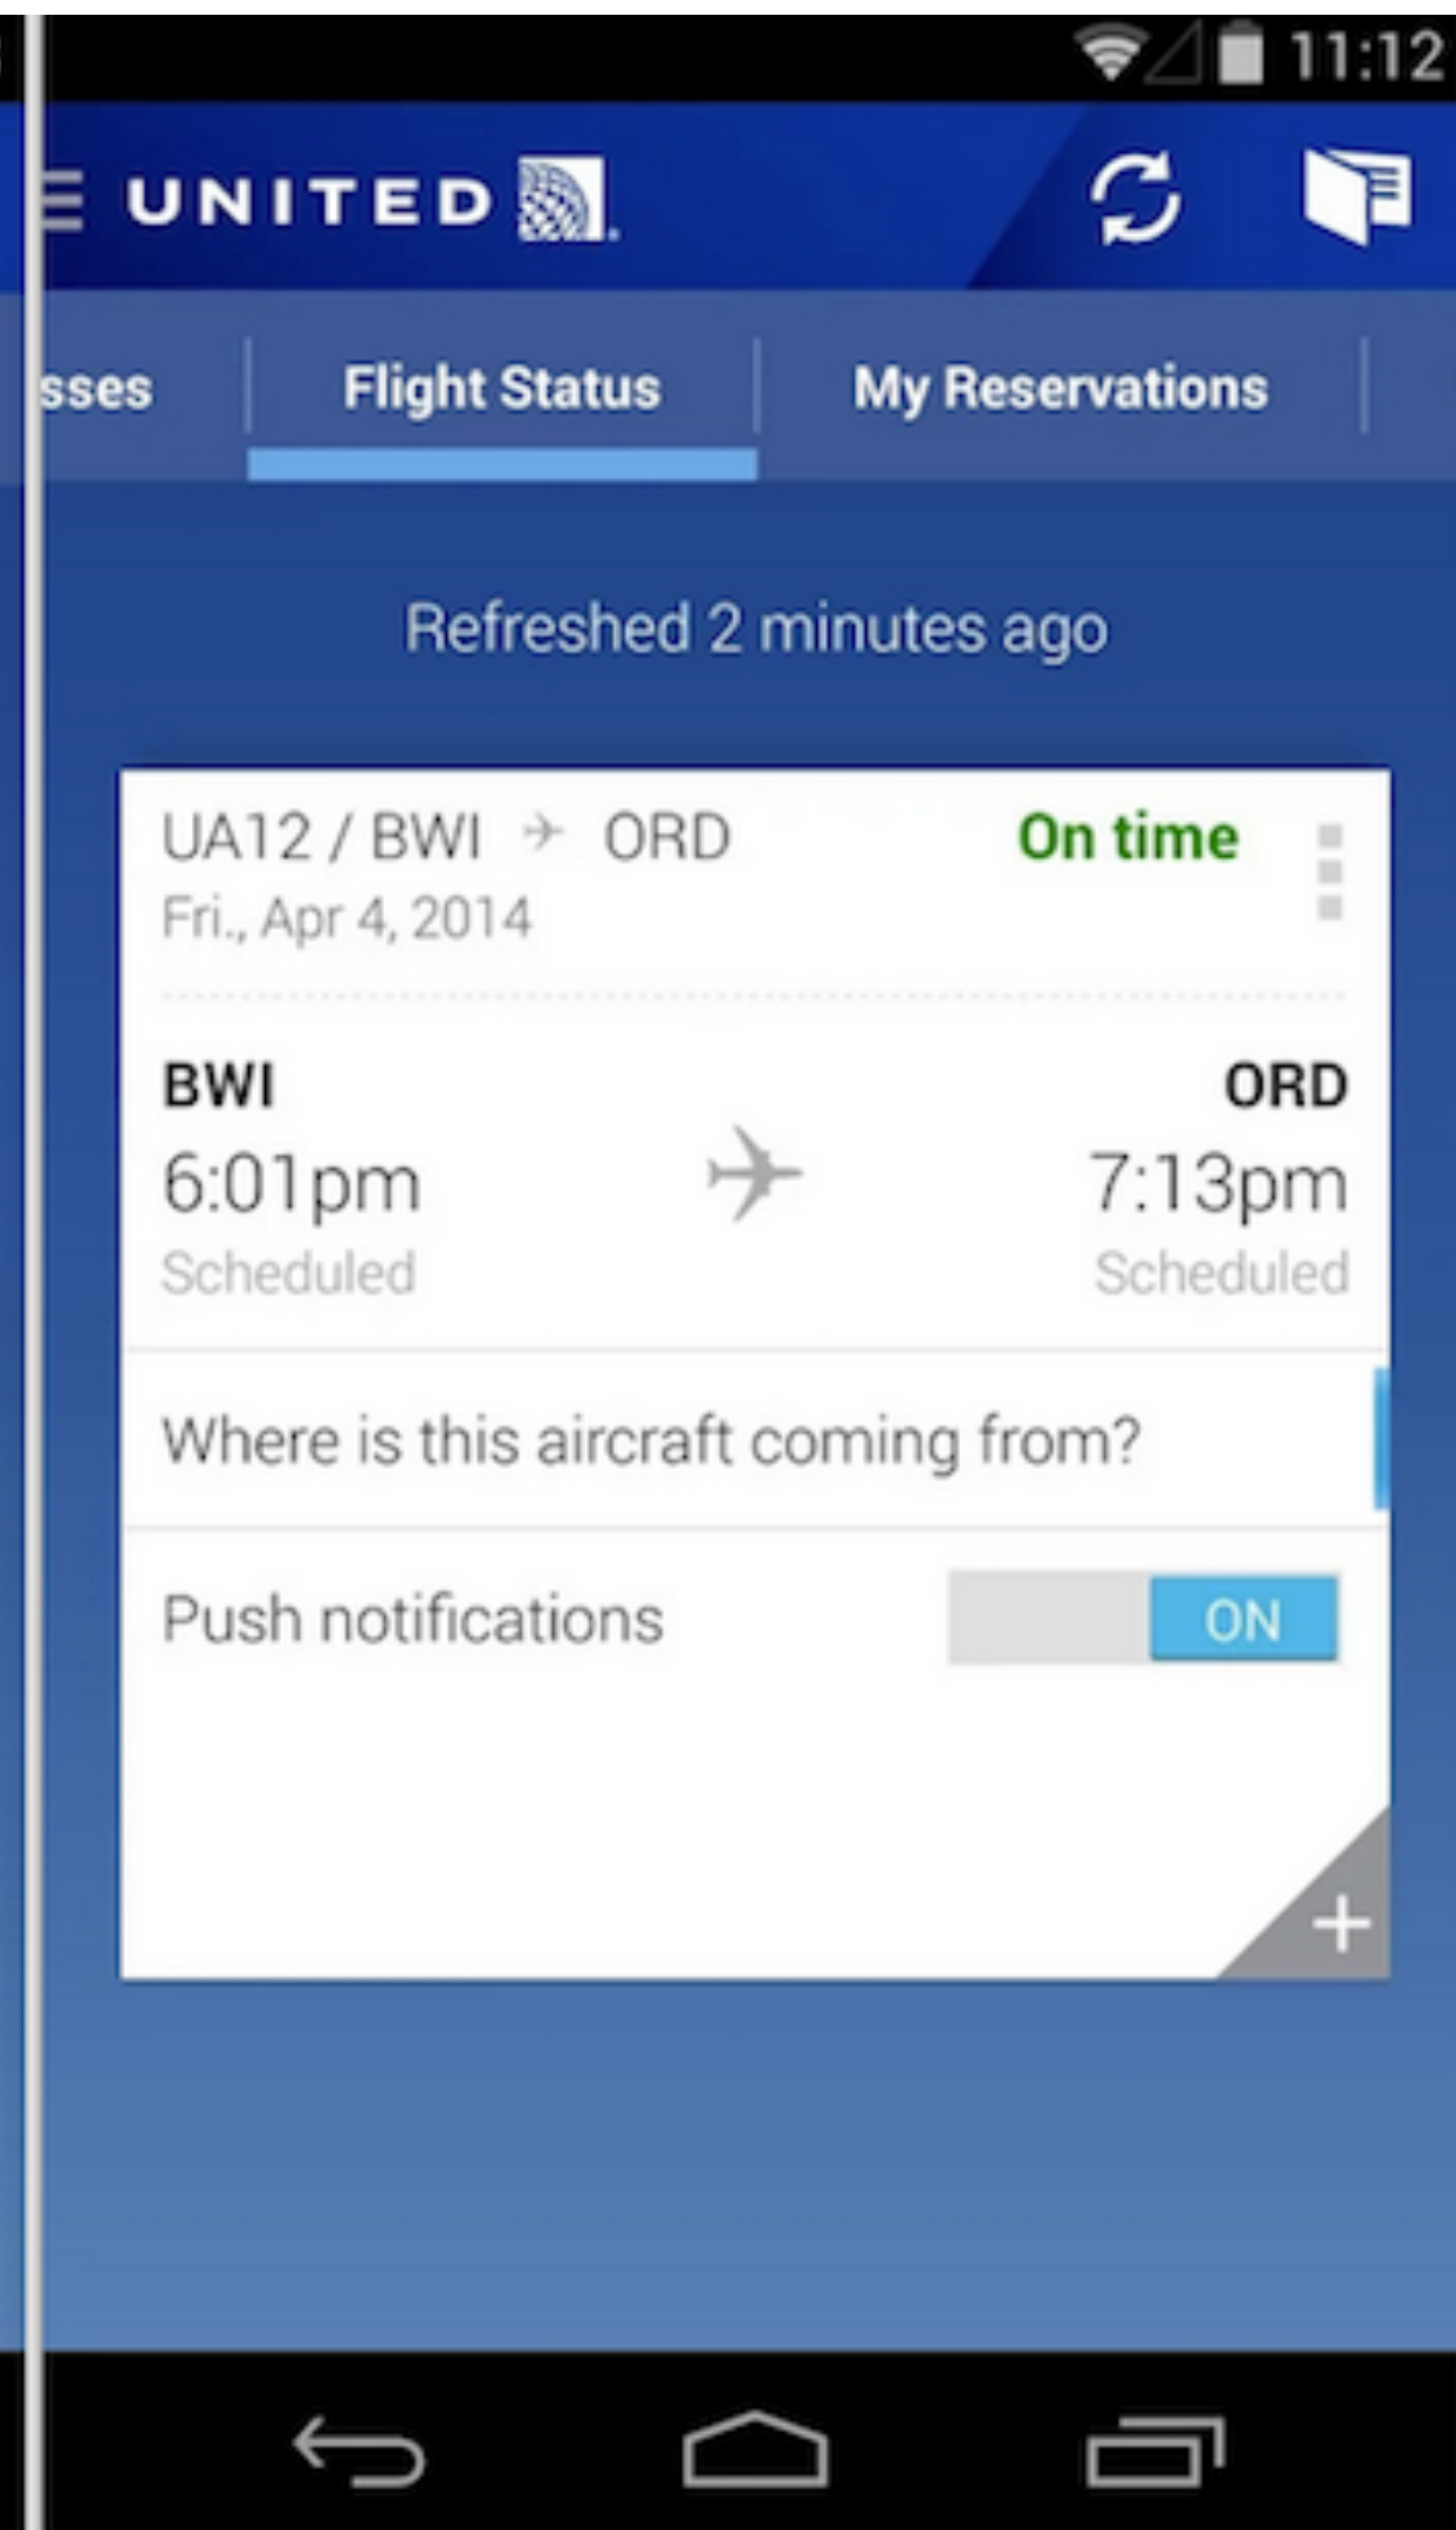 11:12
UNITED
sses Flight Status My Reservations
Refreshed 2 minutes ago
UA12 / BWI ORD On time
Fri., Apr 4, 2014
BWI ORD
6:01pm 7:13pm
Scheduled Scheduled
Where is this aircraft coming from?
Push notifications ON